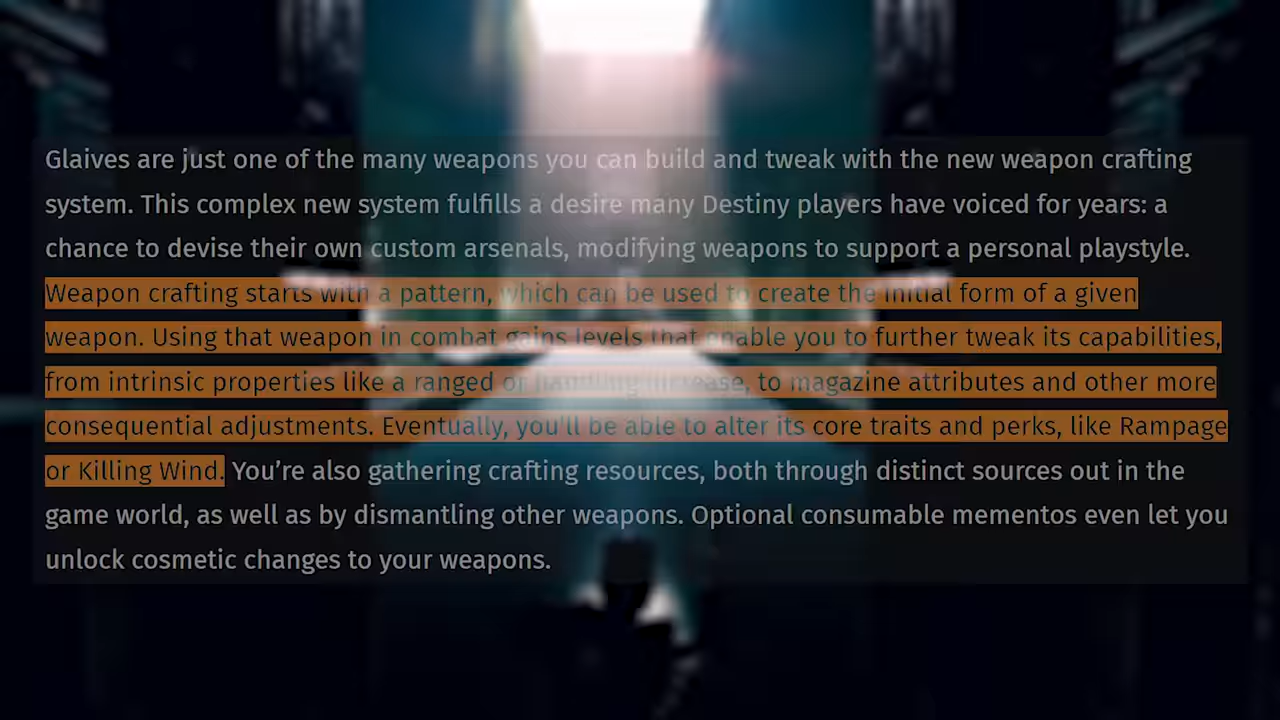 Glaives are just one of the many weapons you can build and tweak with the new weapon crafting
system. This complex new system fulfills a desire many Destiny players have voiced for years: a
chance to devise their own custom arsenals, modifying weapons to support a personal playstyle.
Weapon crafting starts with a pattern, which can be used to create the initial form of a given
weapon. Using that weapon in combat gains levels that enable you to further tweak its capabilities,
from intrinsic properties like a ranged or handling increase, to magazine attributes and other more
consequential adjustments. Eventually, you'll be able to alter its core traits and perks, like Rampage
or Killing Wind. You’re also gathering crafting resources, both through distinct sources out in the
game world, as well as by dismantling other weapons. Optional consumable mementos even let you
unlock cosmetic changes to your weapons.